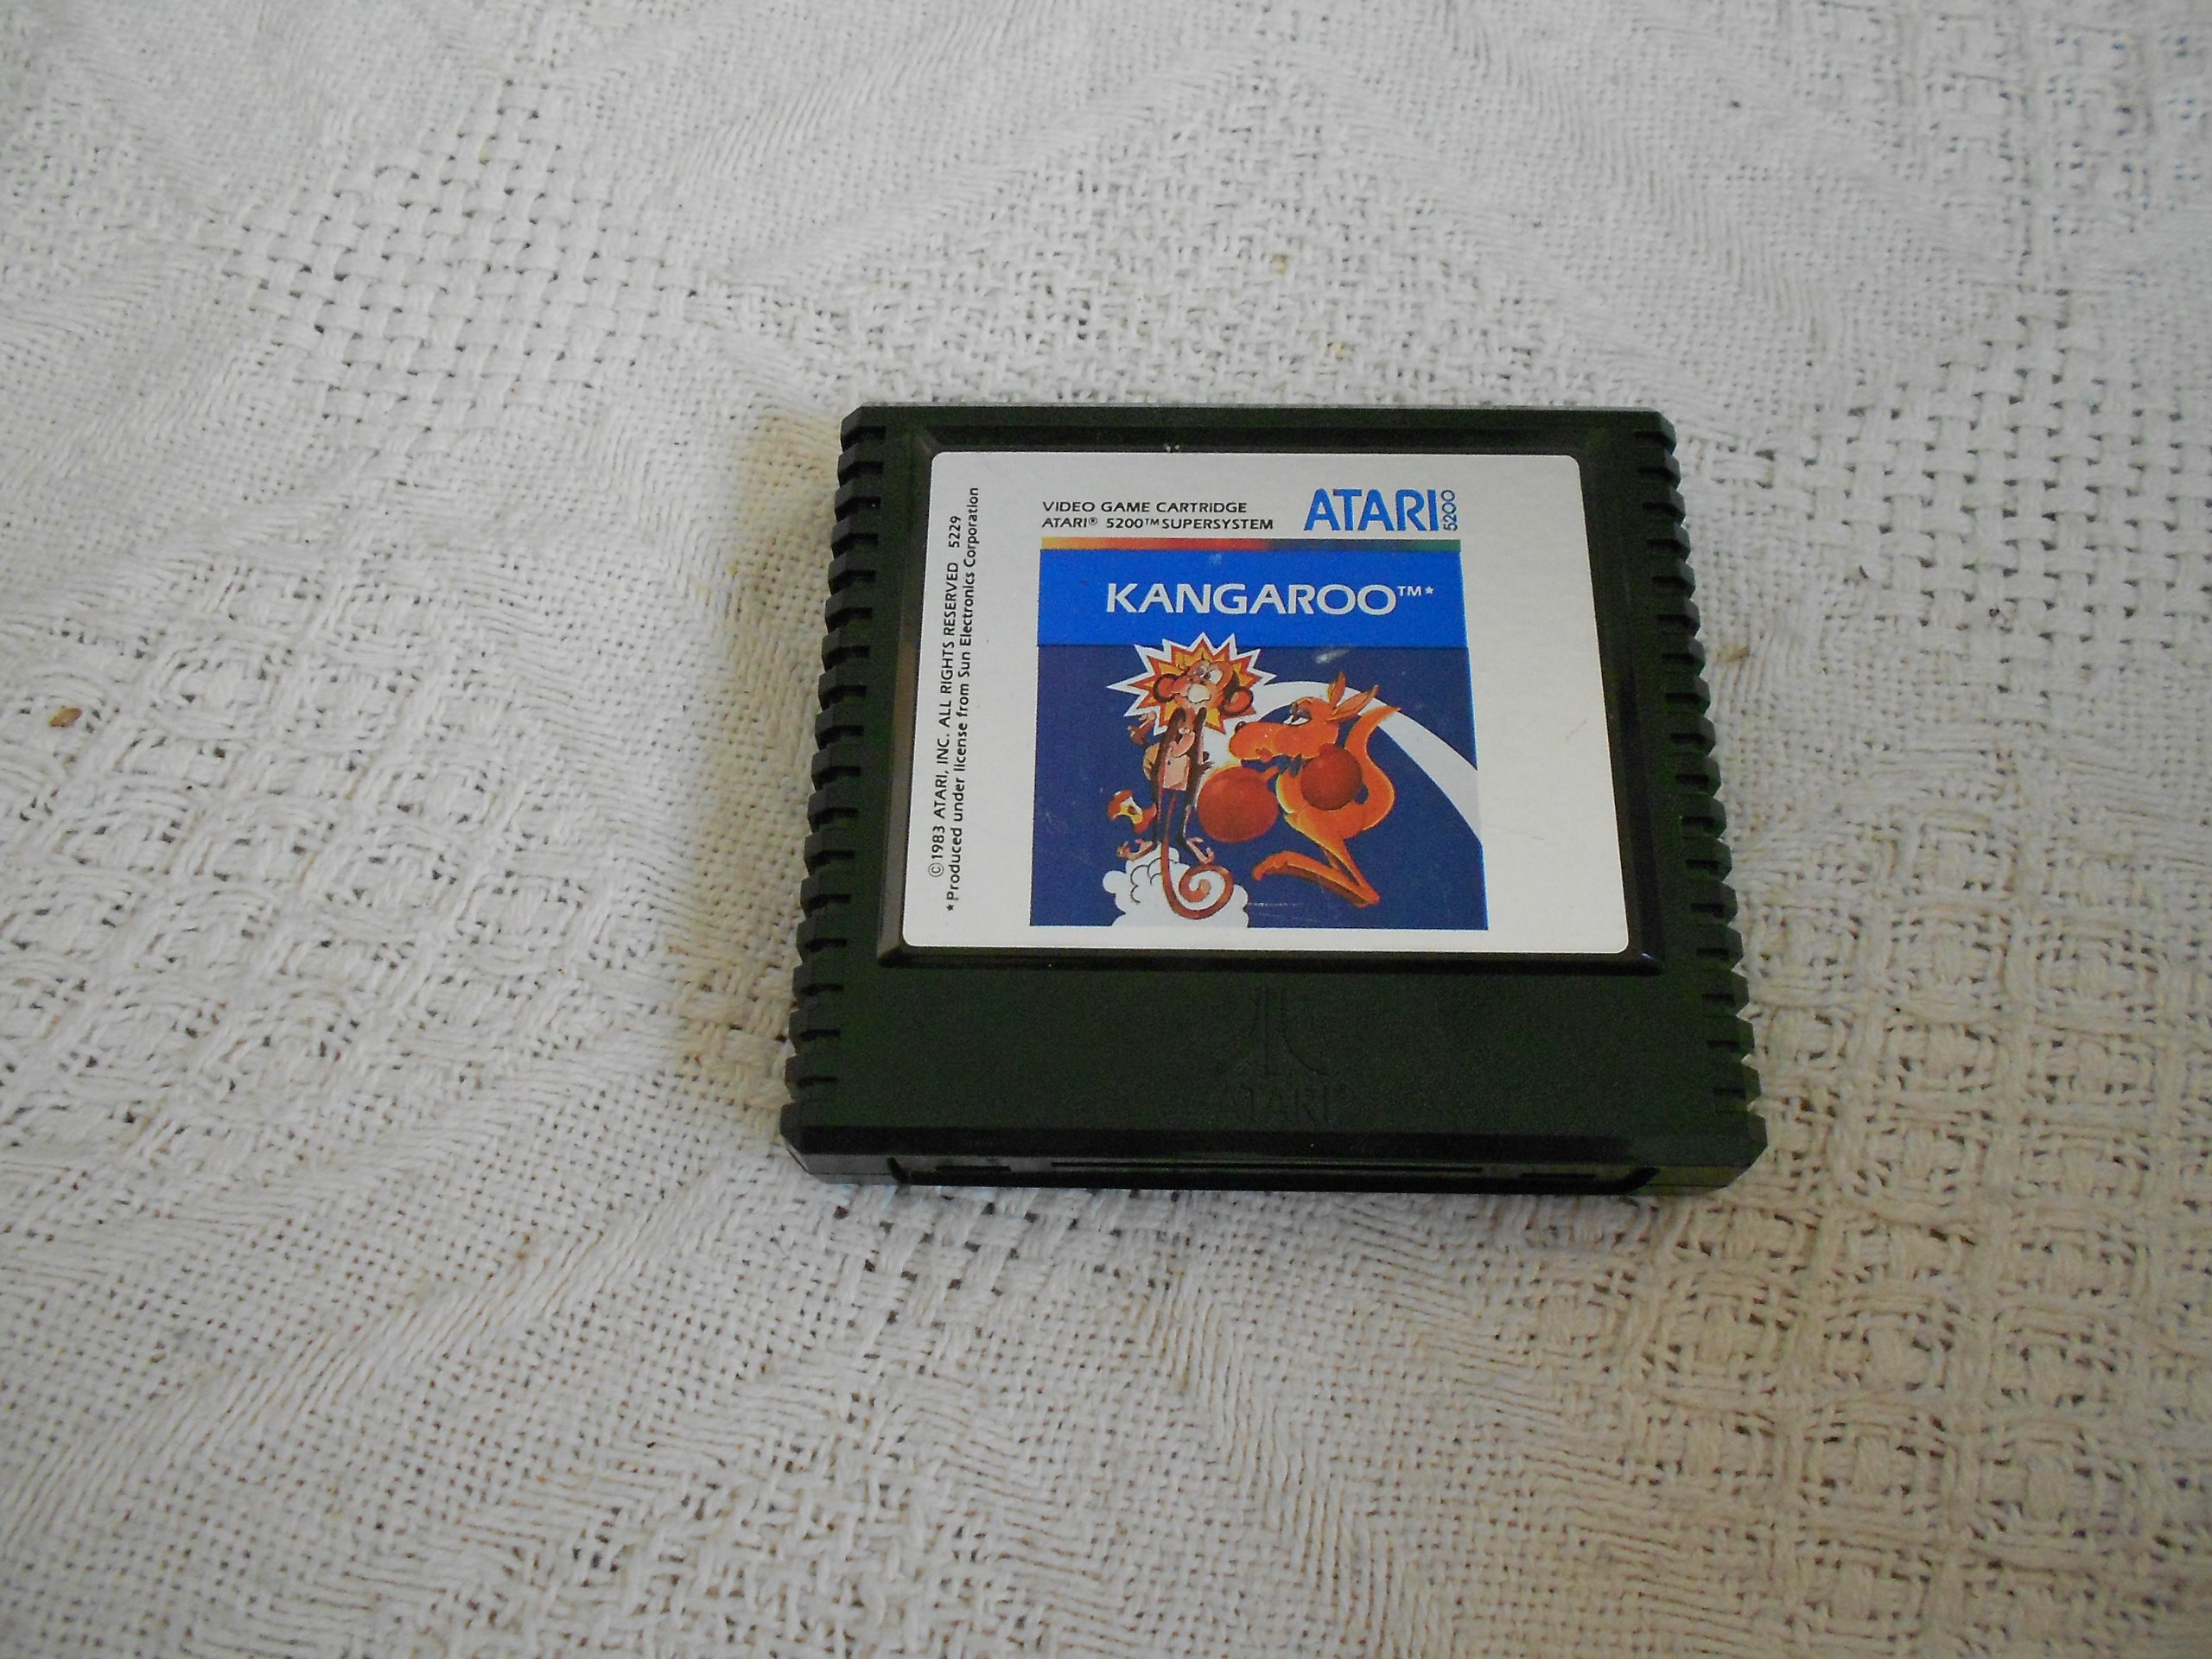 VIDEO GAME CARTRIDGE
ATARI® 5200™ SUPERSYSTEM
ATARI 5200
KANGAROO™*
©1983 ATARI, INC. ALL RIGHTS RESERVED 5229
*Produced under license from Sun Electronics Corporation
ATARI®